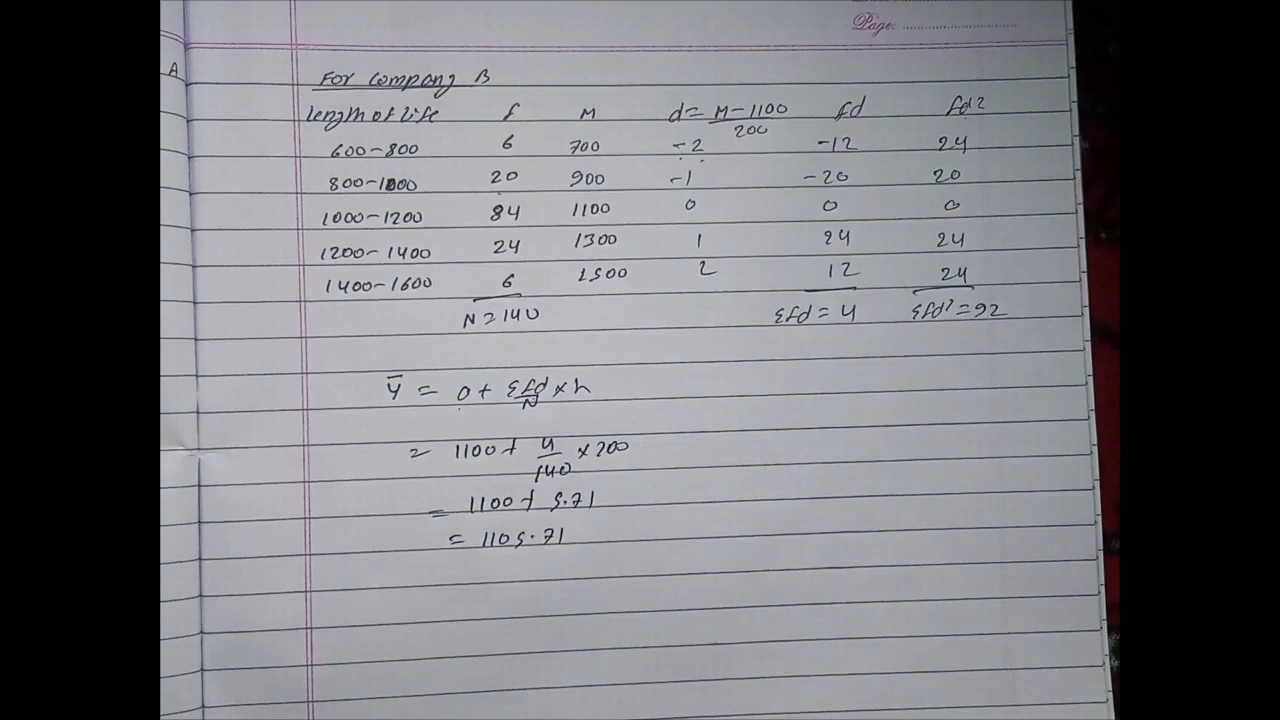 Page: ..............................
A
For Company B
length of life f M d = M-1100/200 fd fd2
600-800 6 700 -2 -12 24
800-1000 20 900 -1 -20 20
1000-1200 84 1100 0 0 0
1200-1400 24 1300 1 24 24
1400-1600 6 1500 2 12 24
N=140 Σfd = 4 Σfd² = 92
= a + Σfd/N × h
= 1100 + 4/140 × 200
= 1100 + 5.71
= 1105.71